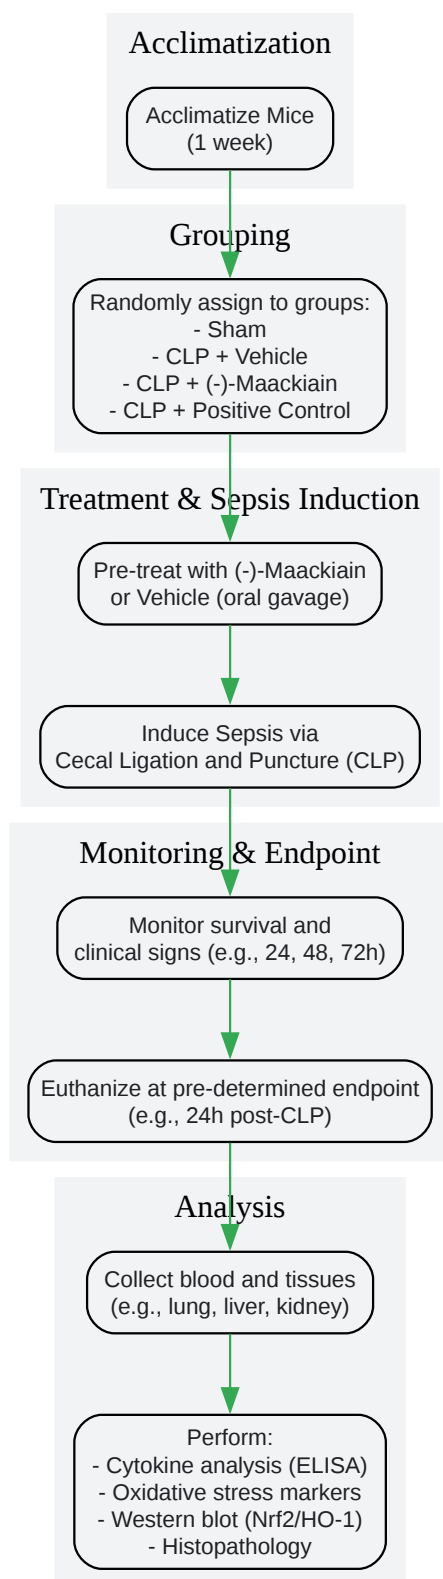 Acclimatization
Acclimatize Mice
(1 week)
Grouping
Randomly assign to groups:
- Sham
- CLP + Vehicle
- CLP + (-)-Maackiain
- CLP + Positive Control
Treatment & Sepsis Induction
Pre-treat with (-)-Maackiain
or Vehicle (oral gavage)
Induce Sepsis via
Cecal Ligation and Puncture (CLP)
Monitoring & Endpoint
Monitor survival and
clinical signs (e.g., 24, 48, 72h)
Euthanize at pre-determined endpoint
(e.g., 24h post-CLP)
Analysis
Collect blood and tissues
(e.g., lung, liver, kidney)
Perform:
- Cytokine analysis (ELISA)
- Oxidative stress markers
- Western blot (Nrf2/HO-1)
- Histopathology